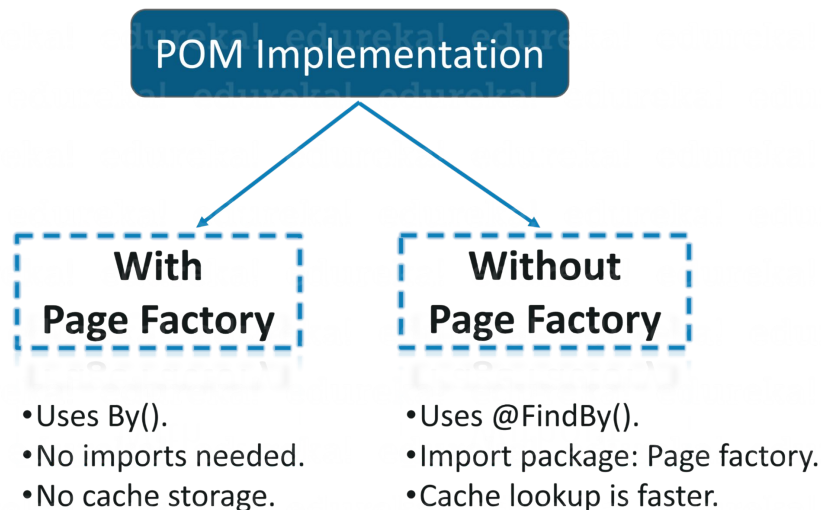 POM Implementation
With
Page Factory
•Uses By().
•No imports needed.
•No cache storage.
Without
Page Factory
•Uses @FindBy().
•Import package: Page factory.
•Cache lookup is faster.